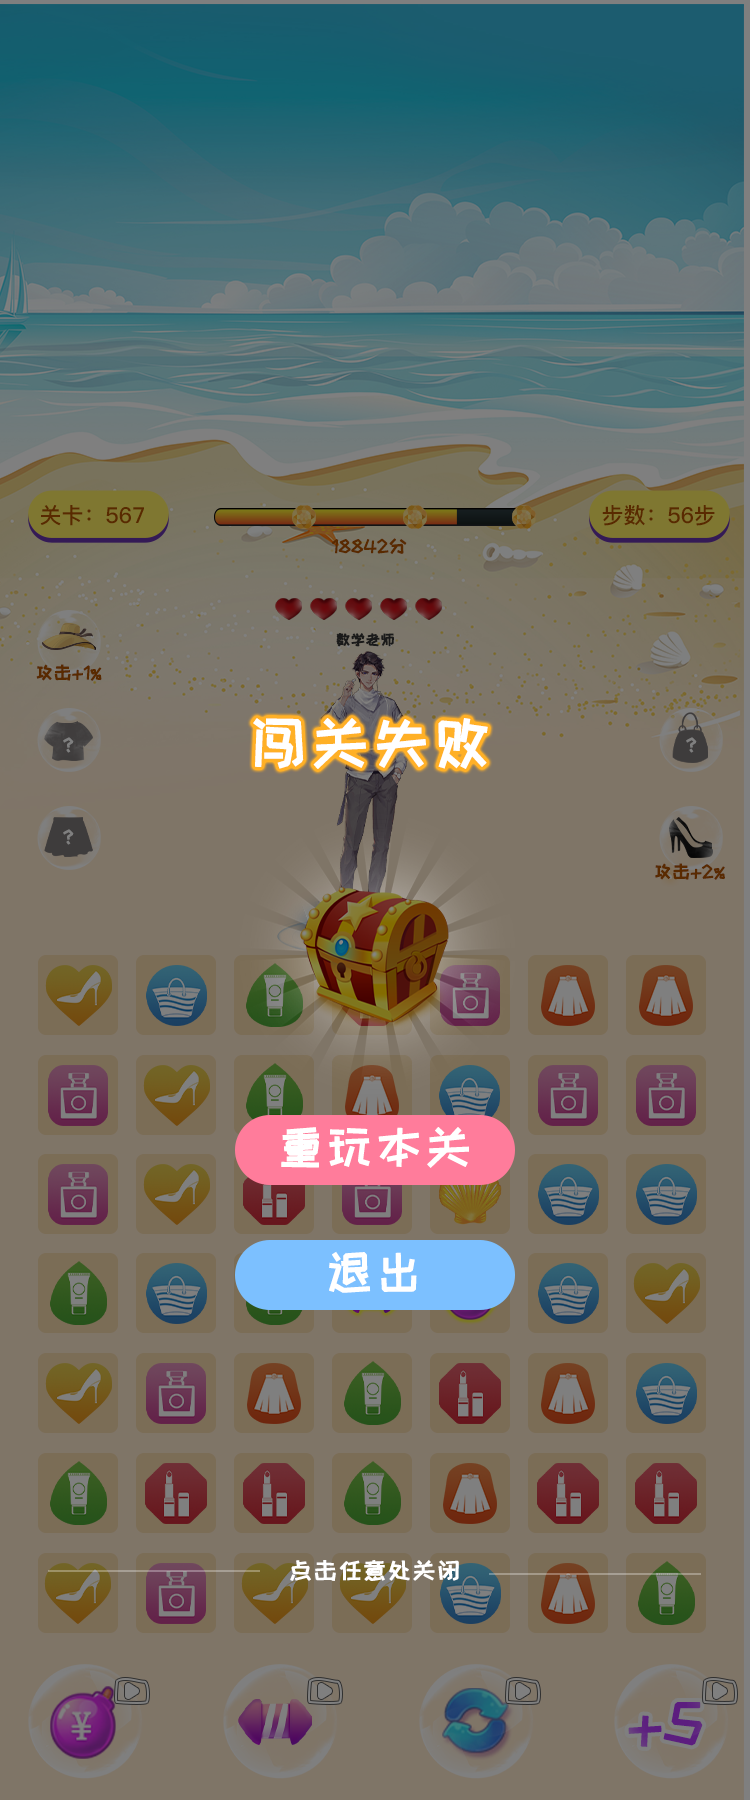 关卡：567
步数：56步
18842分
数学老师
攻击+1%
闯关失败
?
?
?
攻击+2%
重玩本关
退出
点击任意处关闭
¥
+5